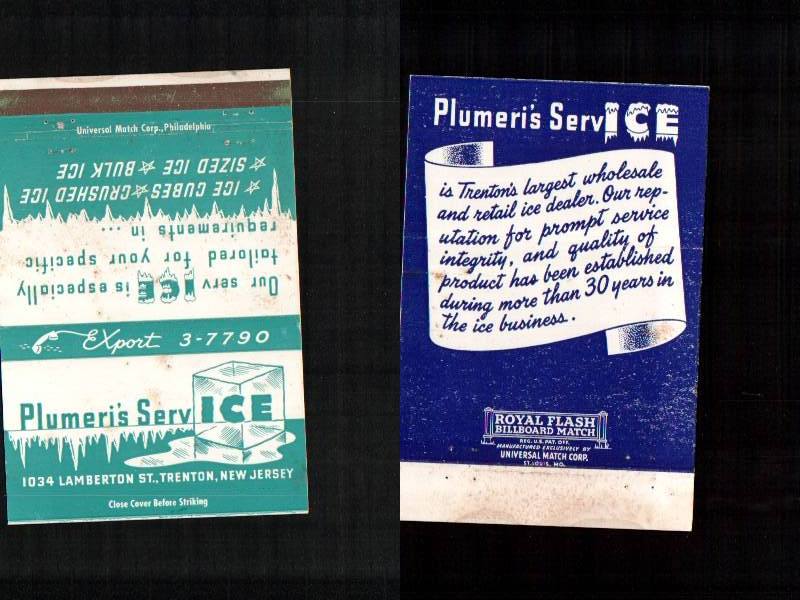 Universal Match Corp., Philadelphia
Our serv ICE is especially
tailored for your specific
requirements in ...
☆ ICE CUBES ☆ CRUSHED ICE
☆ SIZED ICE ☆ BULK ICE
EXport 3-7790
Plumeri's ServICE
1034 LAMBERTON ST., TRENTON, NEW JERSEY
Close Cover Before Striking
Plumeri's ServICE
is Trenton's largest wholesale
and retail ice dealer. Our rep-
utation for prompt service
integrity, and quality of
product has been established
during more than 30 years in
the ice business.
ROYAL FLASH
BILLBOARD MATCH
REG. U.S. PAT. OFF.
MANUFACTURED EXCLUSIVELY BY
UNIVERSAL MATCH CORP.
ST. LOUIS, MO.